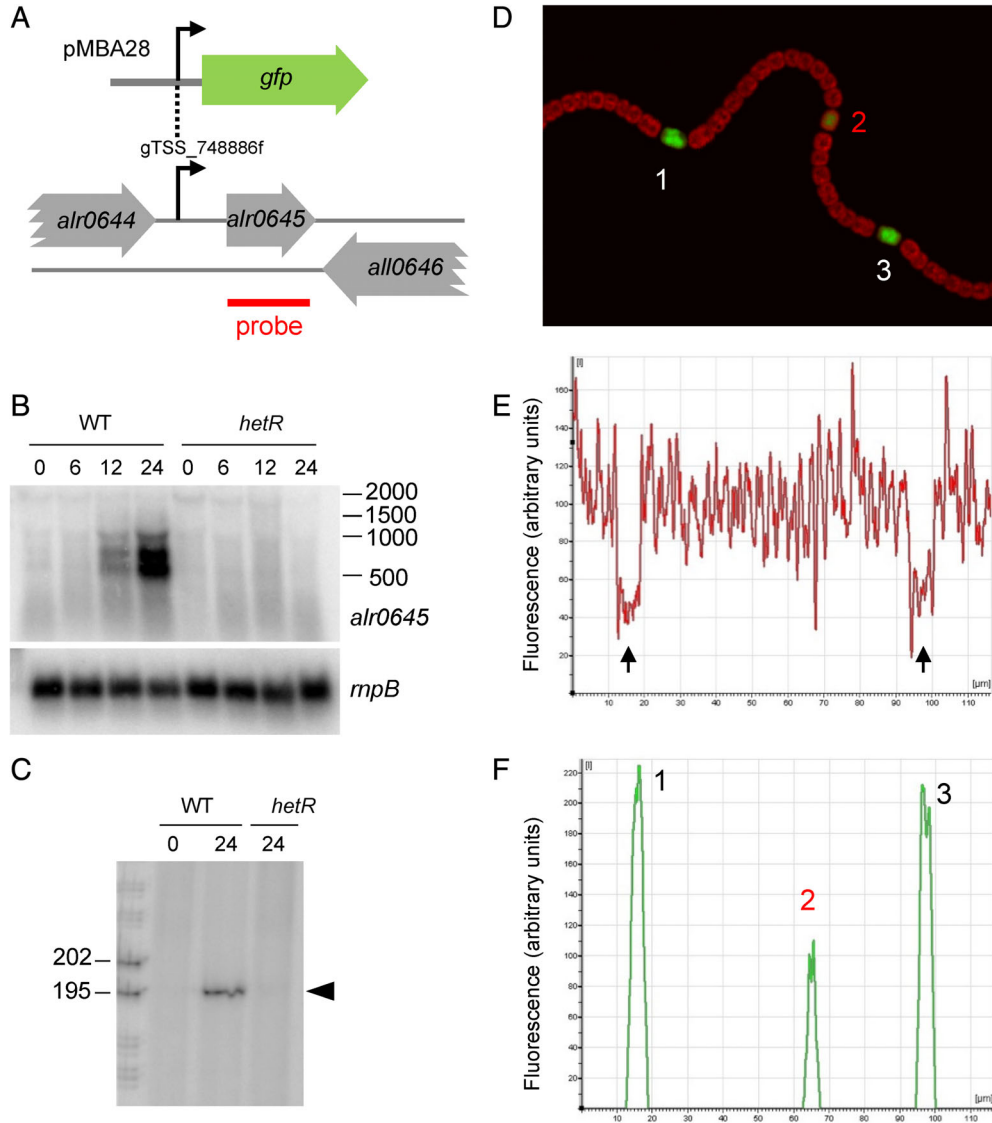 A
pMBA28
gfp
gTSS_748886f
alr0644
alr0645
all0646
probe
B
WT hetR
0 6 12 24 0 6 12 24
2000
1500
1000
500
alr0645
rnpB
C
WT hetR
0 24 24
202
195
D
1
2
3
E
Fluorescence (arbitrary units)
[I]
160
140
120
100
80
60
40
20
0 10 20 30 40 50 60 70 80 90 100 110
[µm]
F
Fluorescence (arbitrary units)
[I]
220
200
180
160
140
120
100
80
60
40
20
1
2
3
0 10 20 30 40 50 60 70 80 90 100 110
[µm]